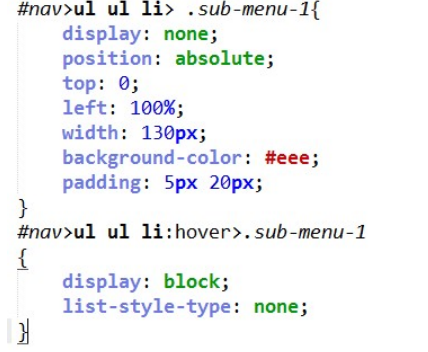 #nav>ul ul li> .sub-menu-1{
display: none;
position: absolute;
top: 0;
left: 100%;
width: 130px;
background-color: #eee;
padding: 5px 20px;
}
#nav>ul ul li:hover>.sub-menu-1
{
display: block;
list-style-type: none;
}